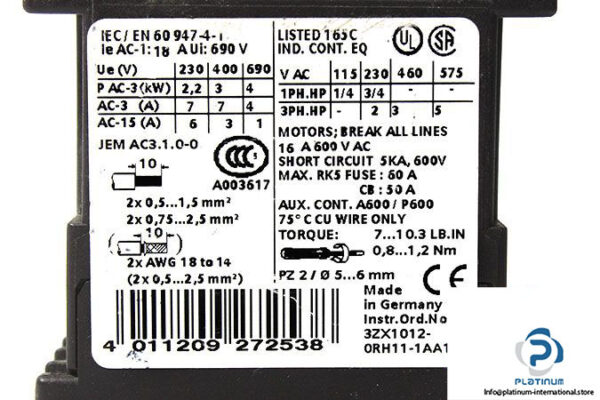 IEC / EN 60 947-4-1
Ie AC-1: 18 A Ui: 690 V
Ue (V) 230 400 690
P AC-3 (kW) 2,2 3 4
AC-3 (A) 7 7 4
AC-15 (A) 6 3 1
JEM AC3.1.0-0
CCC
S
A003617
10
2x 0,5...1,5 mm²
2x 0,75...2,5 mm²
10
2x AWG 18 to 14
(2x 0,5...2,5 mm²)
4 011209 272538
LISTED 165C
IND. CONT. EQ
UL
SA
V AC 115 230 460 575
1PH.HP 1/4 3/4 - -
3PH.HP - 2 3 5
MOTORS; BREAK ALL LINES
16 A 600 V AC
SHORT CIRCUIT 5KA, 600V
MAX. RK5 FUSE : 60 A
CB : 50 A
AUX. CONT. A600 / P600
75° C CU WIRE ONLY
TORQUE: 7...10.3 LB.IN
0,8...1,2 Nm
PZ 2 / Ø 5...6 mm
CE
Made
in Germany
Instr.Ord.No
3ZX1012-
0RH11-1AA1
PLATINUM
INTERNATIONAL
Info@platinum-international.store